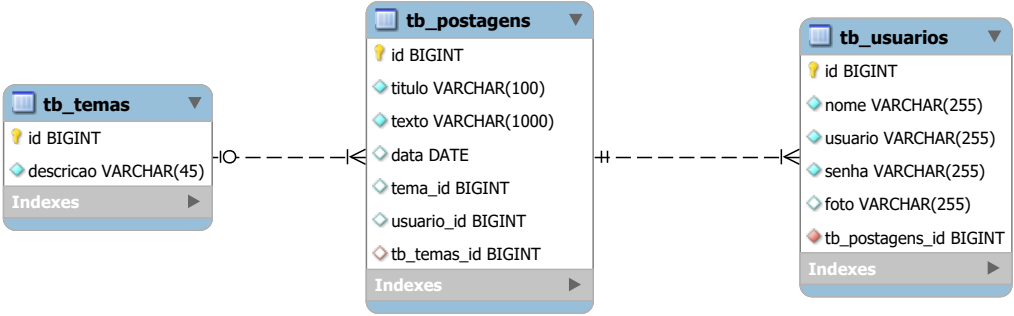 tb_temas
id BIGINT
descricao VARCHAR(45)
Indexes
tb_postagens
id BIGINT
titulo VARCHAR(100)
texto VARCHAR(1000)
data DATE
tema_id BIGINT
usuario_id BIGINT
tb_temas_id BIGINT
Indexes
tb_usuarios
id BIGINT
nome VARCHAR(255)
usuario VARCHAR(255)
senha VARCHAR(255)
foto VARCHAR(255)
tb_postagens_id BIGINT
Indexes